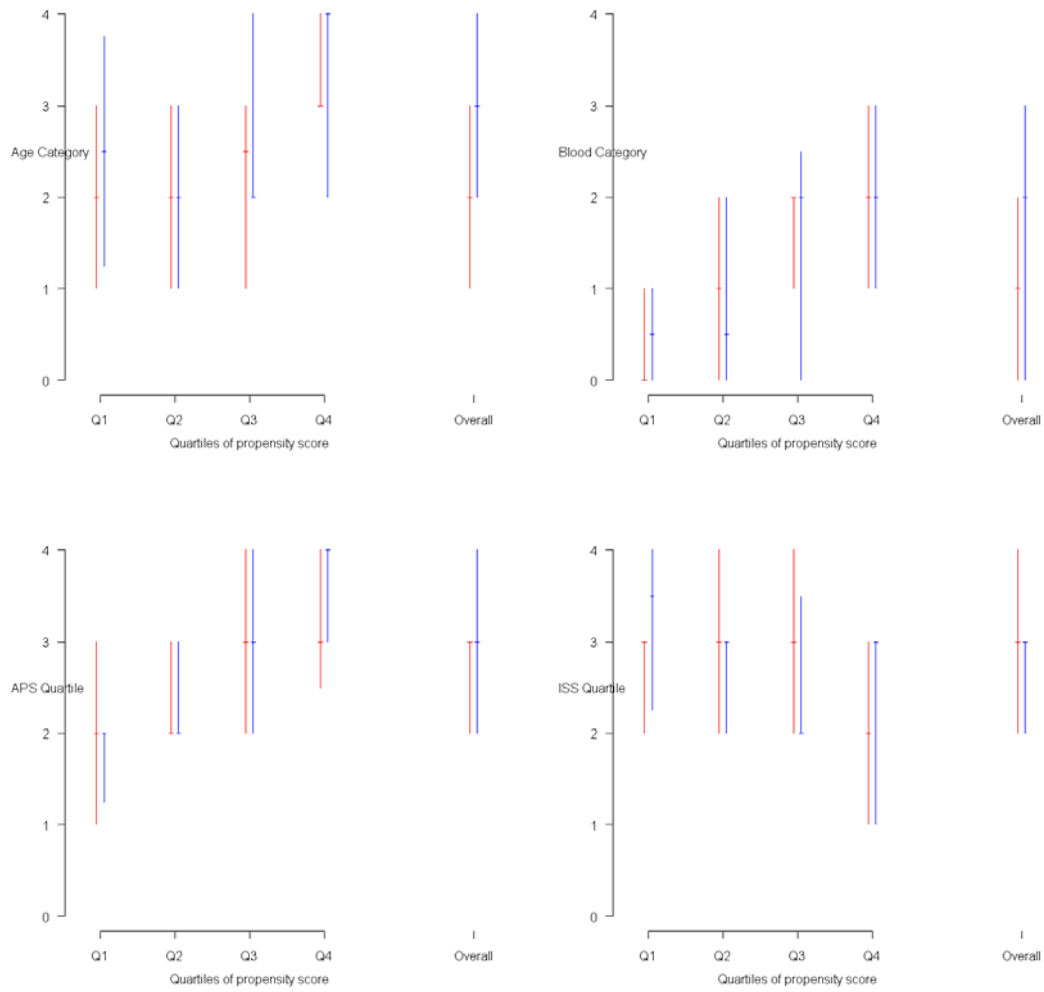 4
3
Age Category
2
1
0
Q1 Q2 Q3 Q4 Overall
Quartiles of propensity score
4
3
Blood Category
2
1
0
Q1 Q2 Q3 Q4 Overall
Quartiles of propensity score
4
3
APS Quartile
2
1
0
Q1 Q2 Q3 Q4 Overall
Quartiles of propensity score
4
3
ISS Quartile
2
1
0
Q1 Q2 Q3 Q4 Overall
Quartiles of propensity score